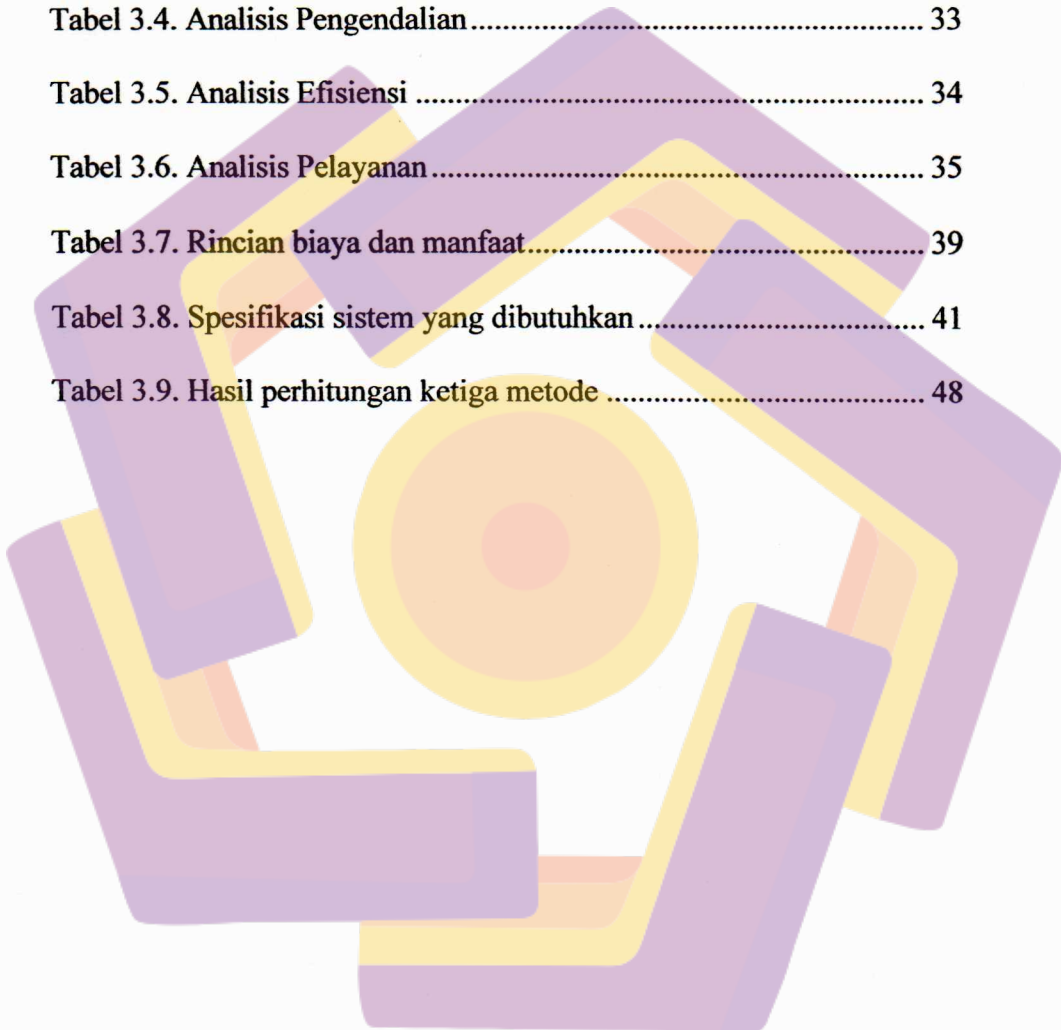 Tabel 3.4. Analisis Pengendalian........................................................................ 33
Tabel 3.5. Analisis Efisiensi ................................................................................ 34
Tabel 3.6. Analisis Pelayanan.............................................................................. 35
Tabel 3.7. Rincian biaya dan manfaat................................................................ 39
Tabel 3.8. Spesifikasi sistem yang dibutuhkan.................................................. 41
Tabel 3.9. Hasil perhitungan ketiga metode ...................................................... 48